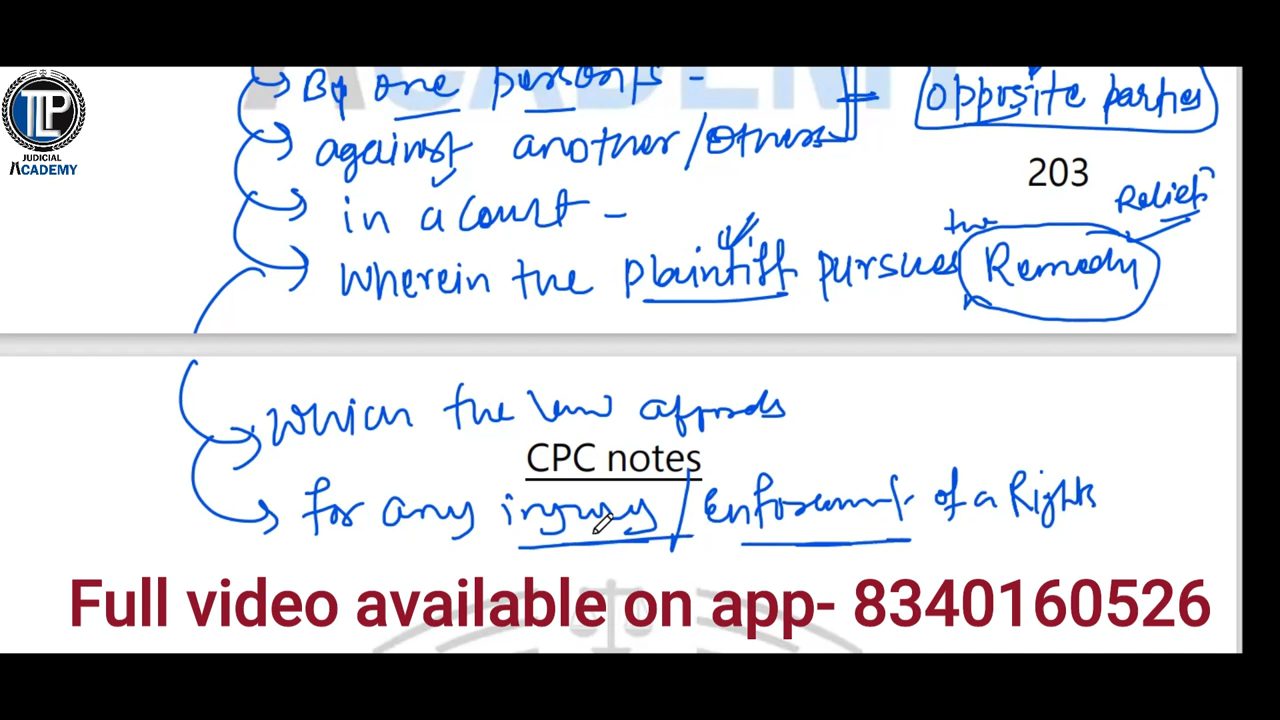 ACADEMY
By one persons -
against another/others
opposite parties
TLP
JUDICIAL
ACADEMY
203
Relief
in a court -
the
wherein the plaintiff pursues Remedy
which the law affords
CPC notes
for any injury / enforcement of a Rights
Full video available on app- 8340160526